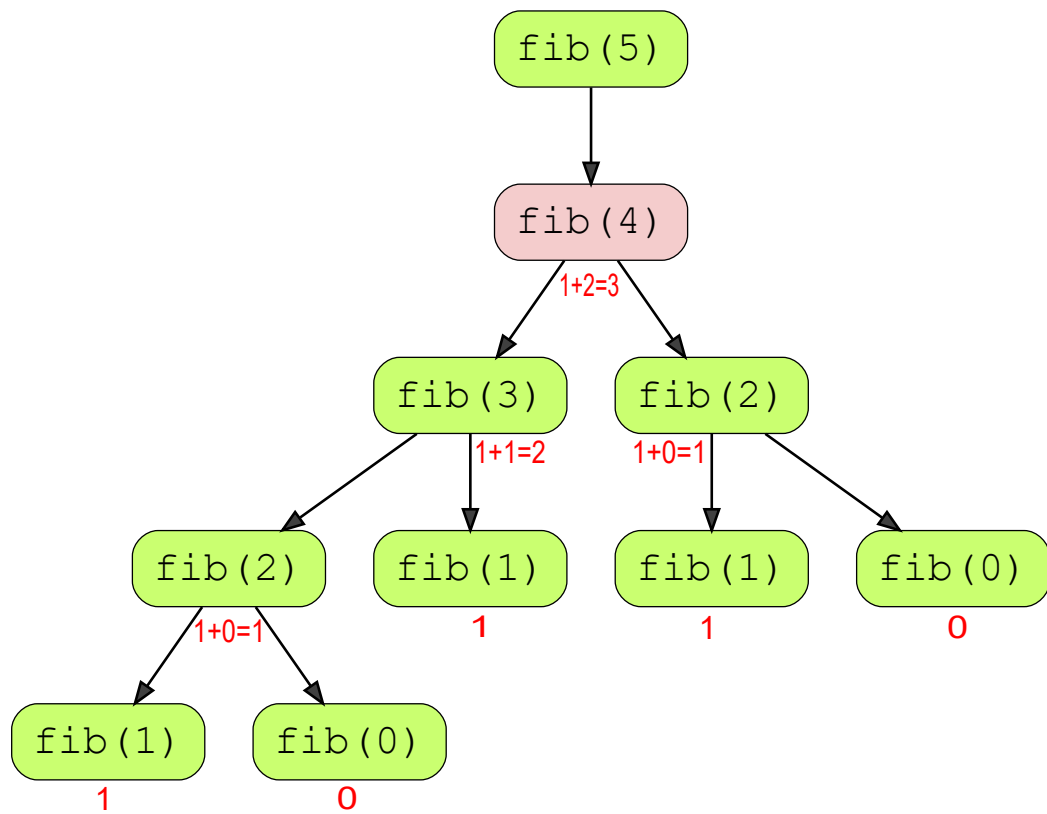 fib(5)
fib(4)
1+2=3
fib(3) fib(2)
1+1=2 1+0=1
fib(2) fib(1) fib(1) fib(0)
1+0=1 1 1 0
fib(1) fib(0)
1 0